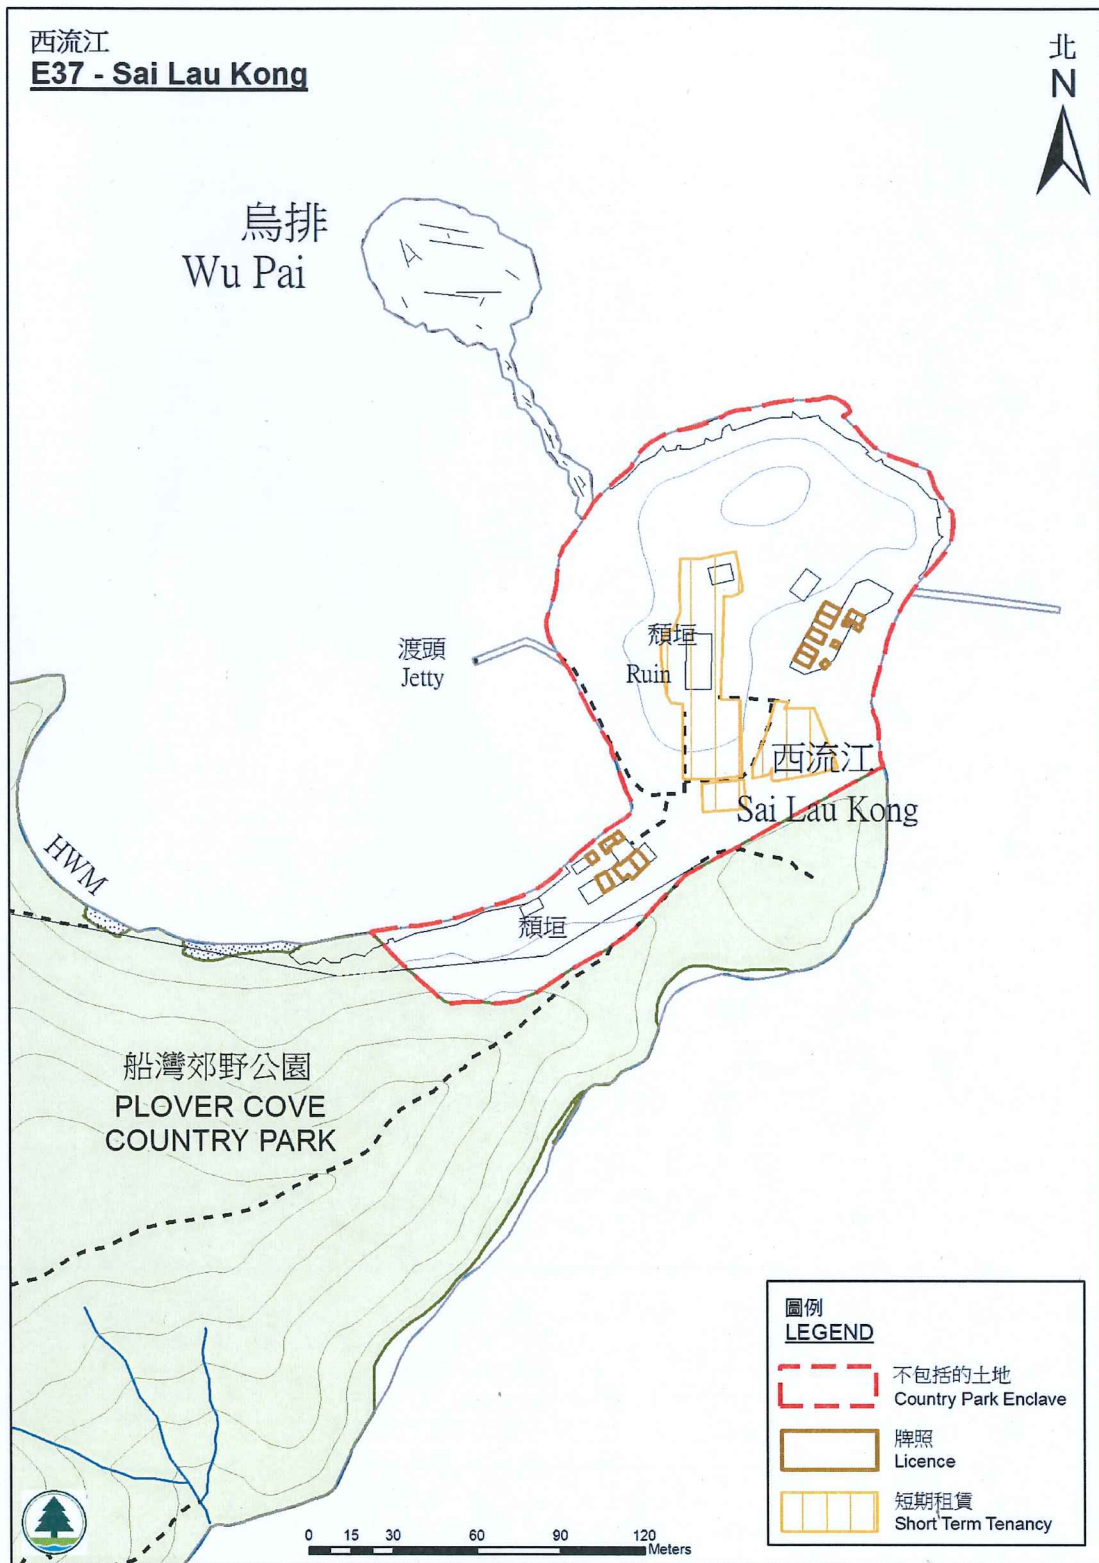 西流江
E37 - Sai Lau Kong
北
N
烏排
Wu Pai
渡頭
Jetty
頹垣
Ruin
西流江
Sai Lau Kong
HWM
頹垣
船灣郊野公園
PLOVER COVE
COUNTRY PARK
圖例
LEGEND
不包括的土地
Country Park Enclave
牌照
Licence
短期租賃
Short Term Tenancy
0 15 30 60 90 120
Meters